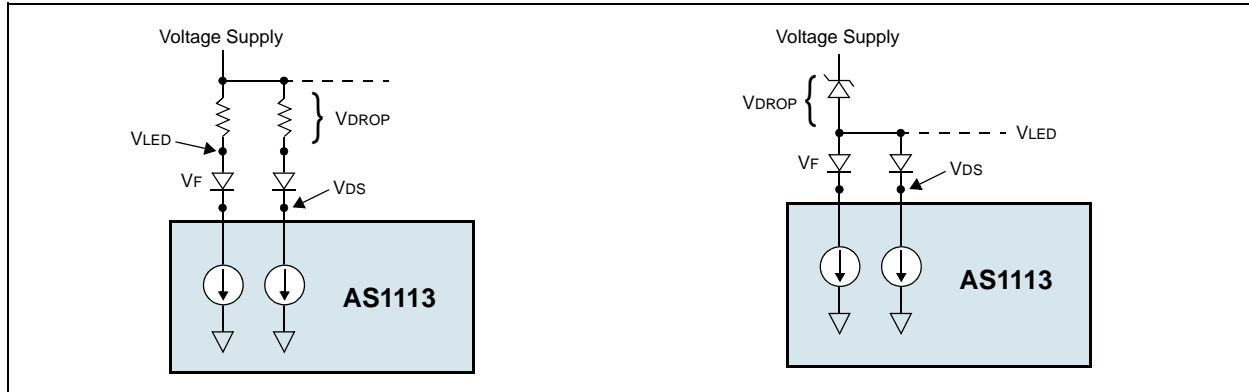 Voltage Supply
VDROP
VLED
VF
VDS
AS1113
Voltage Supply
VDROP
VLED
VF
VDS
AS1113